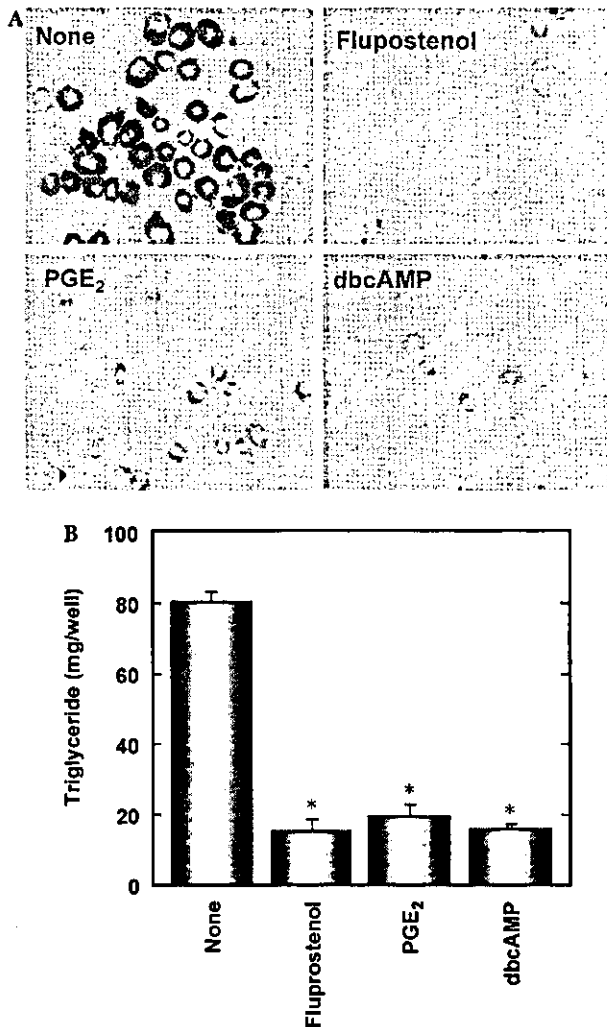 A
None
Flupostenol
PGE₂
dbcAMP
B
100
80
60
40
20
0
Triglyceride (mg/well)
* * *
None
Fluprostenol
PGE₂
dbcAMP